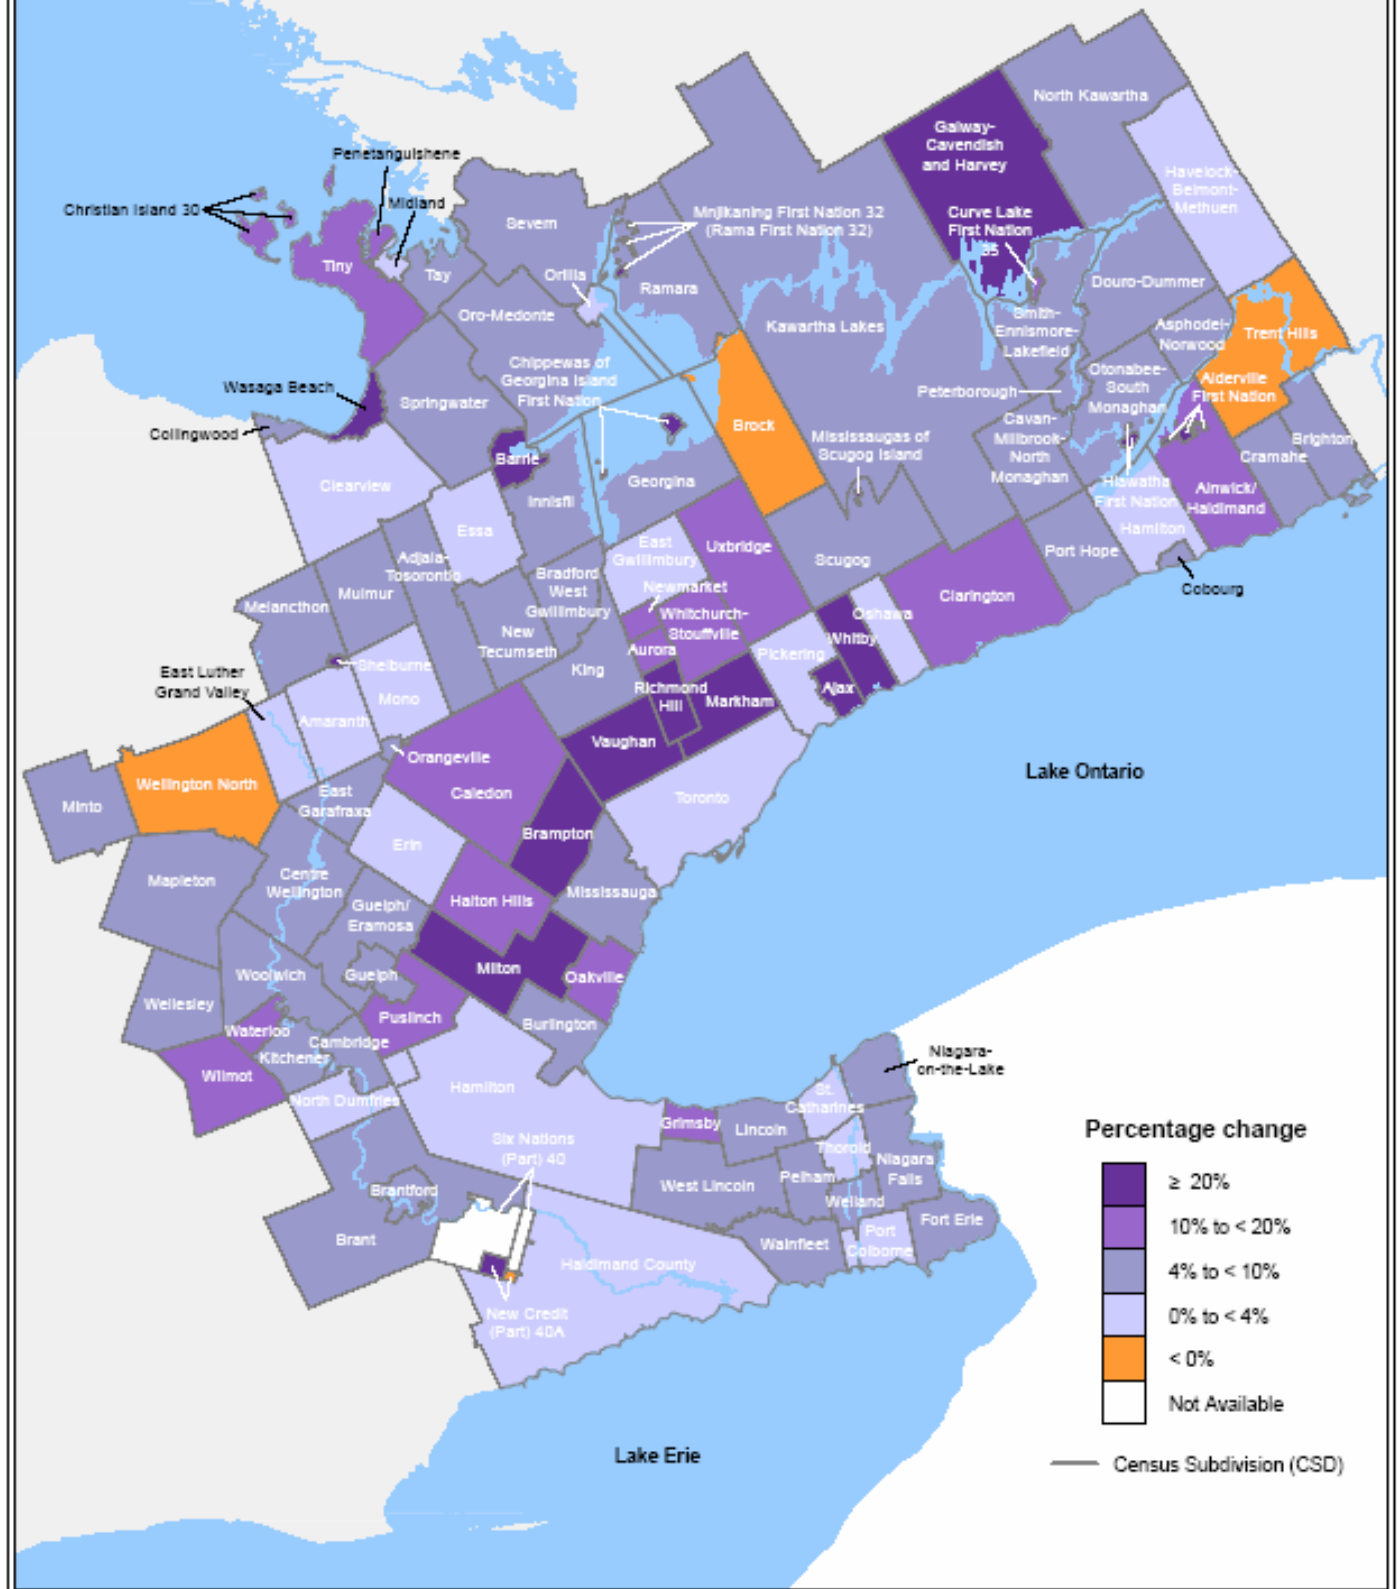 North Kawartha
Galway-
Cavendish
and Harvey
Penetanguishene
Havelock-
Belmont-
Methuen
Midland
Christian Island 30
Mnjikaning First Nation 32
(Rama First Nation 32)
Curve Lake
First Nation
35
Severn
Tiny
Tay
Orillia
Ramara
Douro-Dummer
Oro-Medonte
Kawartha Lakes
Smith-
Ennismore-
Lakefield
Asphodel-
Norwood
Trent Hills
Chippewas of
Georgina Island
First Nation
Otonabee-
South
Monaghan
Alderville
First Nation
Wasaga Beach
Springwater
Peterborough
Collingwood
Brock
Mississaugas of
Scugog Island
Cavan-
Millbrook-
North
Monaghan
Brighton
Cramahe
Barrie
Clearview
Innisfil
Georgina
Hiawatha
First Nation
Alnwick/
Haldimand
Essa
Hamilton
East
Gwillimbury
Uxbridge
Port Hope
Adjala-
Tosorontio
Scugog
Bradford
West
Gwillimbury
Newmarket
Cobourg
Mulmur
Melancthon
Clarington
Oshawa
Whitchurch-
Stouffville
New
Tecumseth
Whitby
Aurora
Pickering
Shelburne
King
East Luther
Grand Valley
Richmond
Hill
Ajax
Mono
Markham
Amaranth
Vaughan
Orangeville
Lake Ontario
Wellington North
Caledon
Toronto
East
Garafraxa
Minto
Brampton
Erin
Mapleton
Centre
Wellington
Mississauga
Halton Hills
Guelph/
Eramosa
Milton
Woolwich
Guelph
Oakville
Wellesley
Puslinch
Burlington
Waterloo
Cambridge
Kitchener
Niagara-
on-the-Lake
Wilmot
Hamilton
North Dumfries
St.
Catharines
Grimsby
Lincoln
Percentage change
Six Nations
(Part) 40
Thorold
Niagara
Falls
Pelham
West Lincoln
≥ 20%
Brantford
Welland
Fort Erie
10% to < 20%
Brant
Wainfleet
Port
Colborne
Haldimand County
4% to < 10%
New Credit
(Part) 40A
0% to < 4%
< 0%
Not Available
Lake Erie
Census Subdivision (CSD)